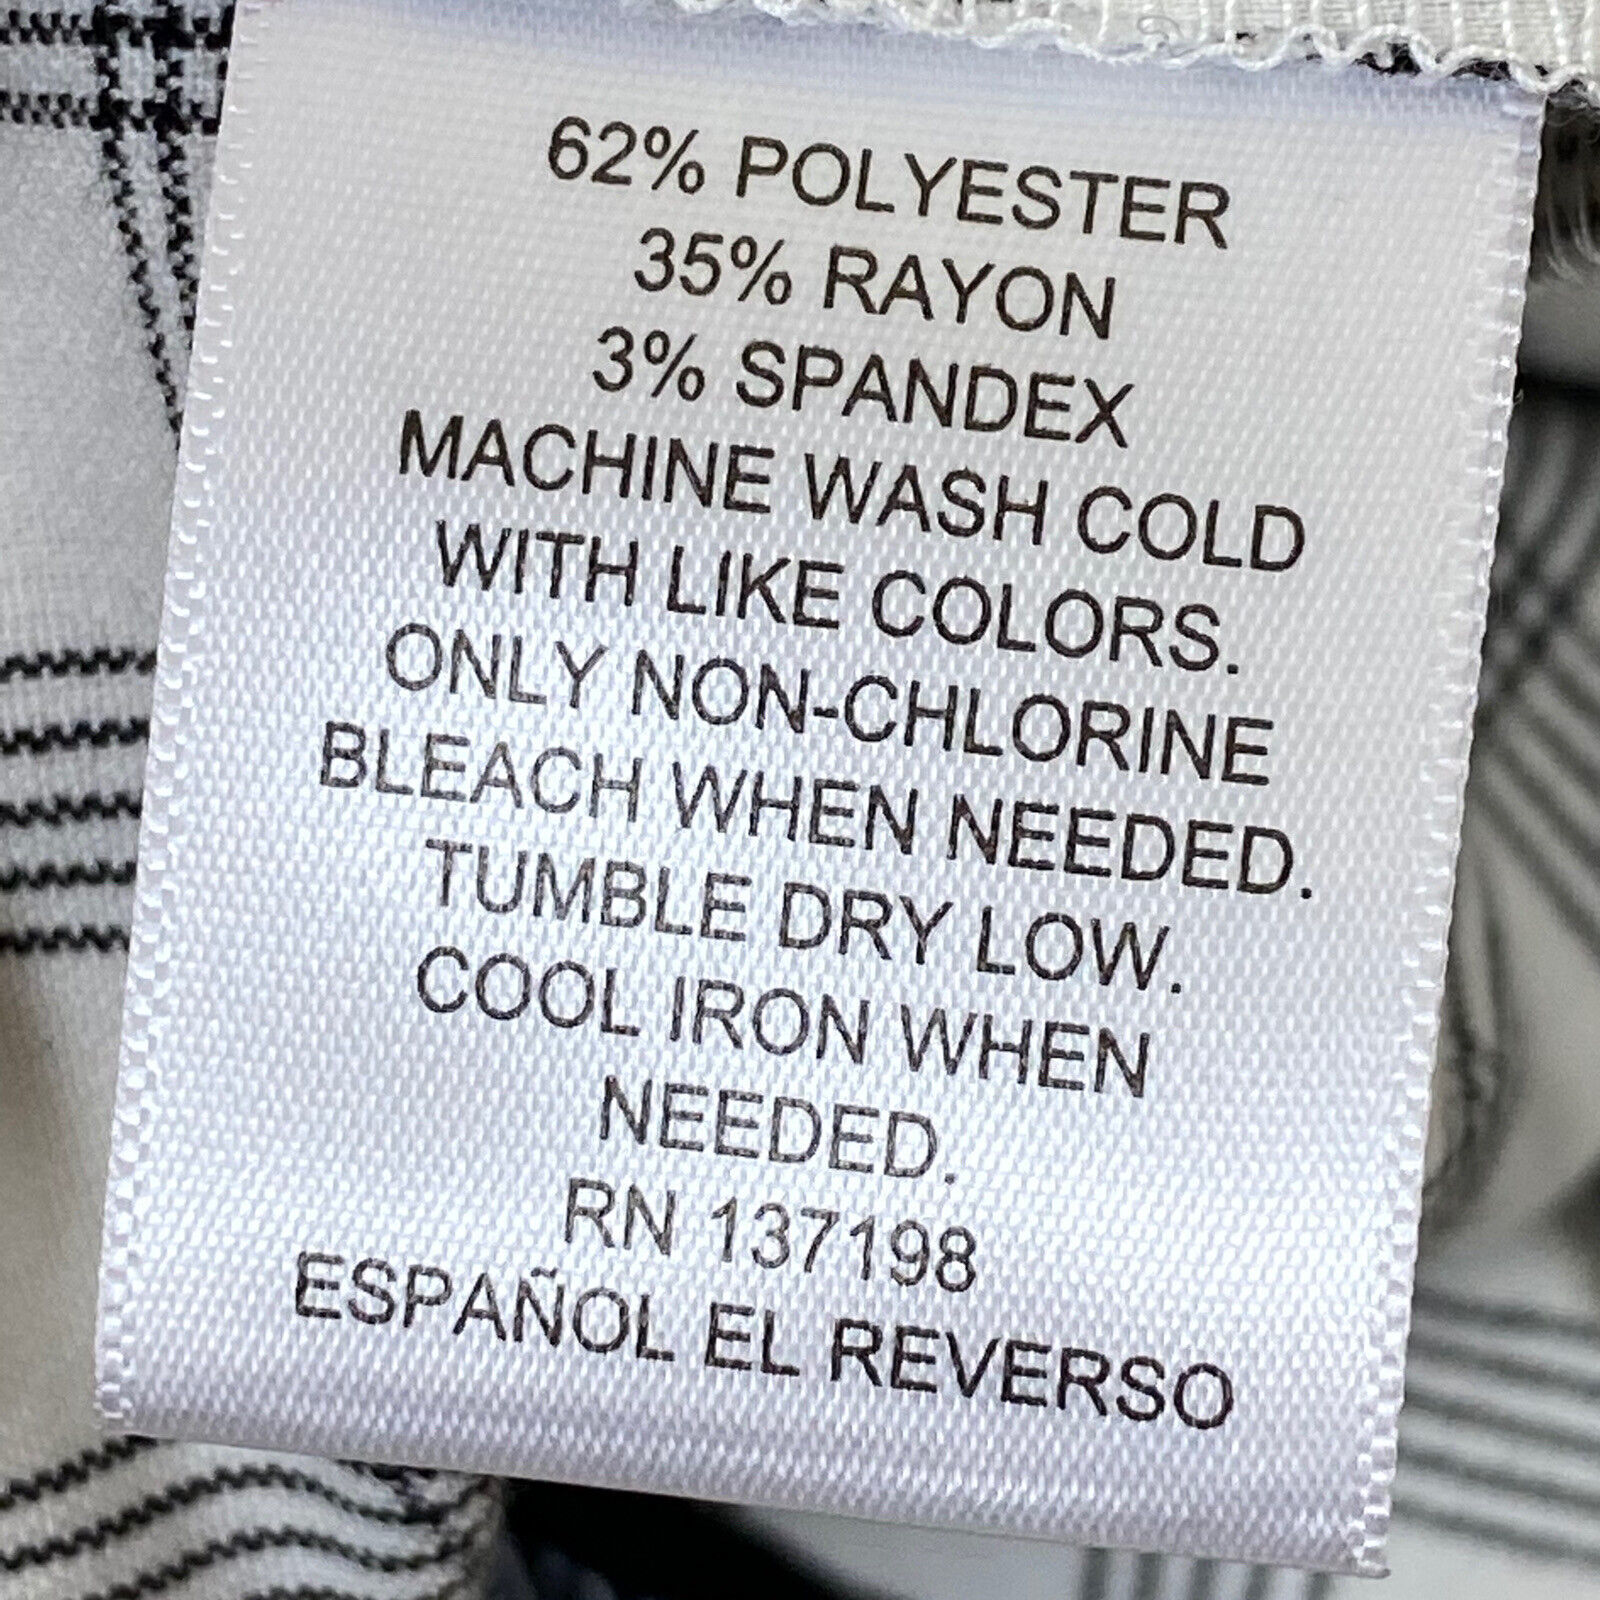 62% POLYESTER
35% RAYON
3% SPANDEX
MACHINE WASH COLD
WITH LIKE COLORS.
ONLY NON-CHLORINE
BLEACH WHEN NEEDED.
TUMBLE DRY LOW.
COOL IRON WHEN
NEEDED.
RN 137198
ESPAÑOL EL REVERSO